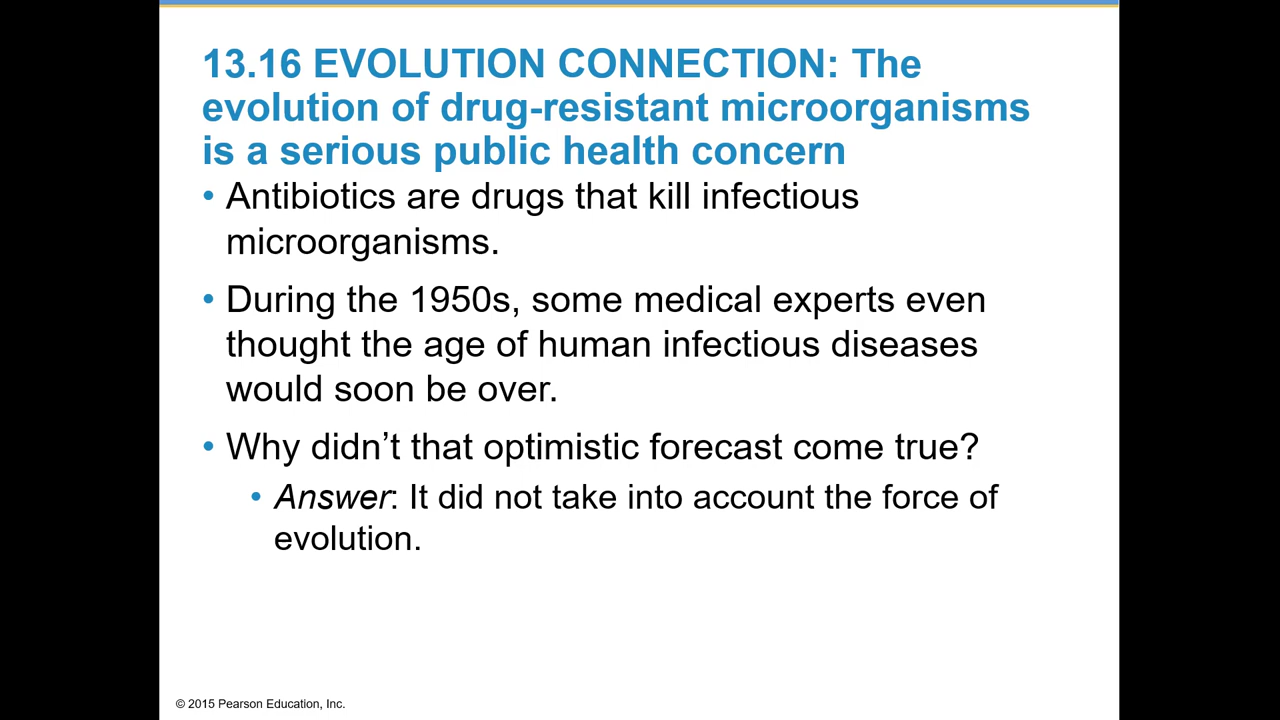 13.16 EVOLUTION CONNECTION: The
evolution of drug-resistant microorganisms
is a serious public health concern
• Antibiotics are drugs that kill infectious
microorganisms.
• During the 1950s, some medical experts even
thought the age of human infectious diseases
would soon be over.
• Why didn’t that optimistic forecast come true?
• Answer: It did not take into account the force of
evolution.
© 2015 Pearson Education, Inc.